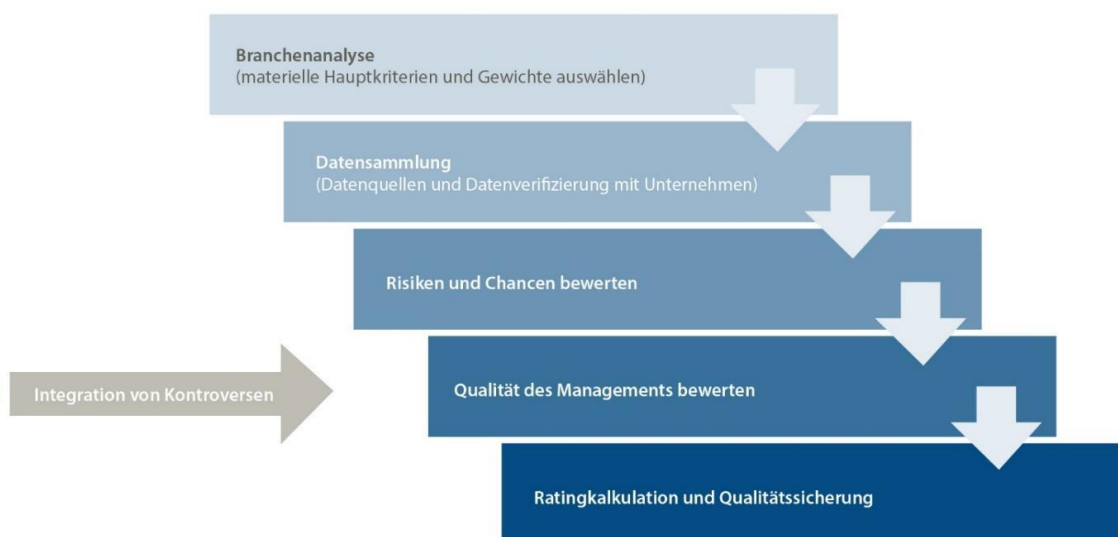 Branchenanalyse
(materielle Hauptkriterien und Gewichte auswählen)
Datensammlung
(Datenquellen und Datenverifizierung mit Unternehmen)
Risiken und Chancen bewerten
Integration von Kontroversen
Qualität des Managements bewerten
Ratingkalkulation und Qualitätssicherung